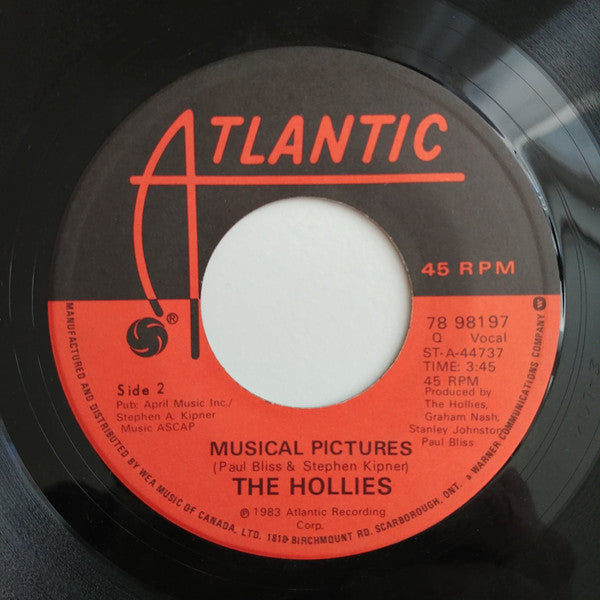 ATLANTIC
45 RPM
®
78 98197
Q Vocal
ST-A-44737
TIME: 3:45
45 RPM
Produced by
The Hollies,
Graham Nash,
Stanley Johnston
Paul Bliss
Side 2
Pub: April Music Inc./
Stephen A. Kipner
Music ASCAP
MUSICAL PICTURES
(Paul Bliss & Stephen Kipner)
THE HOLLIES
℗ 1983 Atlantic Recording
Corp.
MANUFACTURED AND DISTRIBUTED BY WEA MUSIC OF CANADA, LTD. 1810 BIRCHMOUNT RD. SCARBOROUGH, ONT. a WARNER COMMUNICATIONS COMPANY